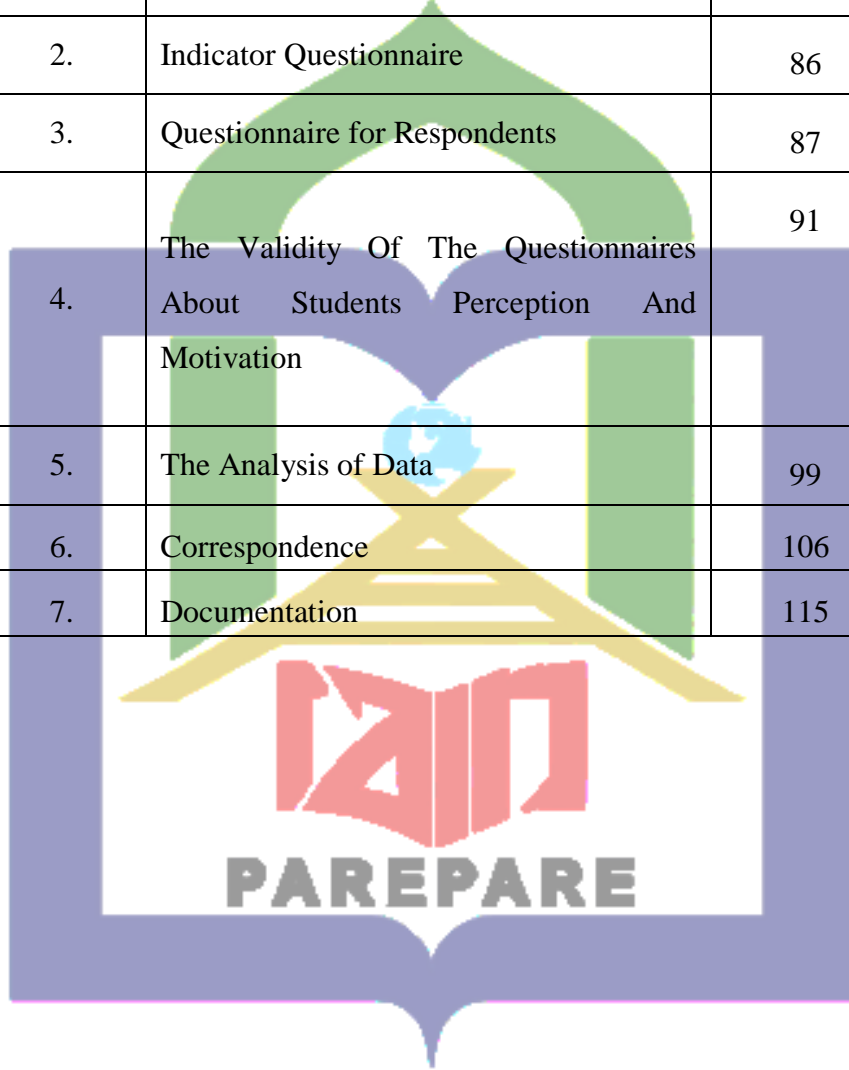 2. Indicator Questionnaire 86
3. Questionnaire for Respondents 87
91
The Validity Of The Questionnaires
4. About Students Perception And
Motivation
5. The Analysis of Data 99
6. Correspondence 106
7. Documentation 115
iain
PAREPARE